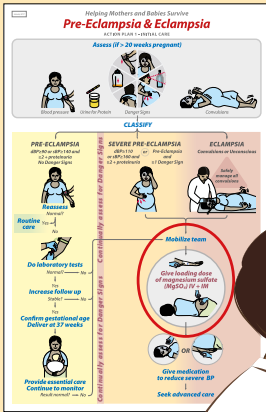 Helping Mothers and Babies Survive
Pre-Eclampsia & Eclampsia
ACTION PLAN 1 • INITIAL CARE
Assess (if > 20 weeks pregnant)
Blood pressure
Urine for Protein
Danger Signs
Convulsions
CLASSIFY
PRE-ECLAMPSIA
dBP≥90 or sBP≥140 and
≥2 + proteinuria
No Danger Signs
SEVERE PRE-ECLAMPSIA
dBP≥110 or sBP≥160 and
≥2 + proteinuria
or
Pre-Eclampsia
and
≥1 Danger Sign
ECLAMPSIA
Convulsions or Unconscious
Continually assess for Danger Signs
Safely
manage all
convulsions
Reassess
Normal?
Yes
Routine
care
No
Mobilize team
Do laboratory tests
Normal?
No
Yes
Increase follow up
Stable?
No
Yes
Confirm gestational age
Deliver at 37 weeks
Continually assess for Danger Signs
Give loading dose
of magnesium sulfate
(MgSO₄) IV + IM
OR
Provide essential care
Continue to monitor
Result normal?
No
Give medication
to reduce severe BP
Seek advanced care